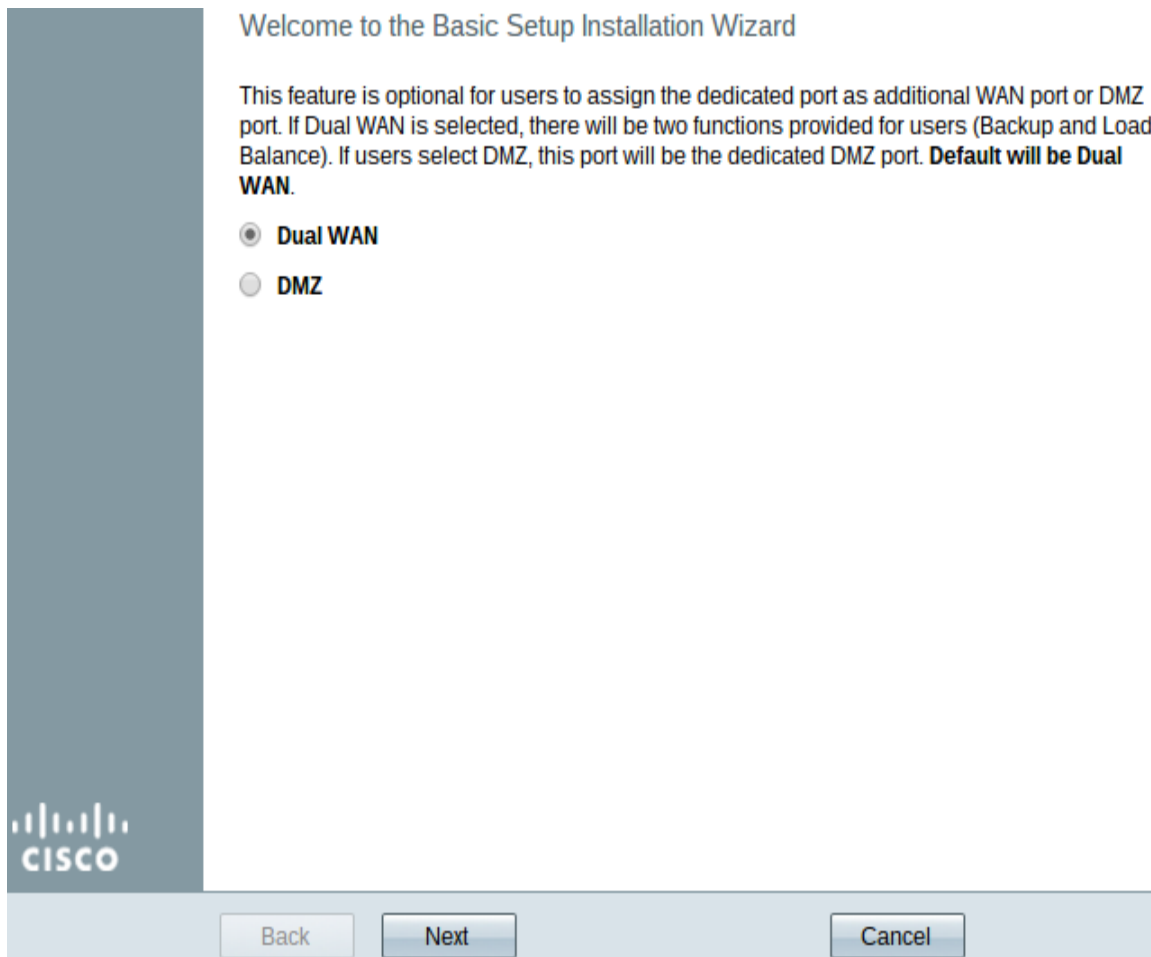 Welcome to the Basic Setup Installation Wizard
This feature is optional for users to assign the dedicated port as additional WAN port or DMZ
port. If Dual WAN is selected, there will be two functions provided for users (Backup and Load
Balance). If users select DMZ, this port will be the dedicated DMZ port. Default will be Dual
WAN.
Dual WAN
DMZ
CISCO
Back
Next
Cancel